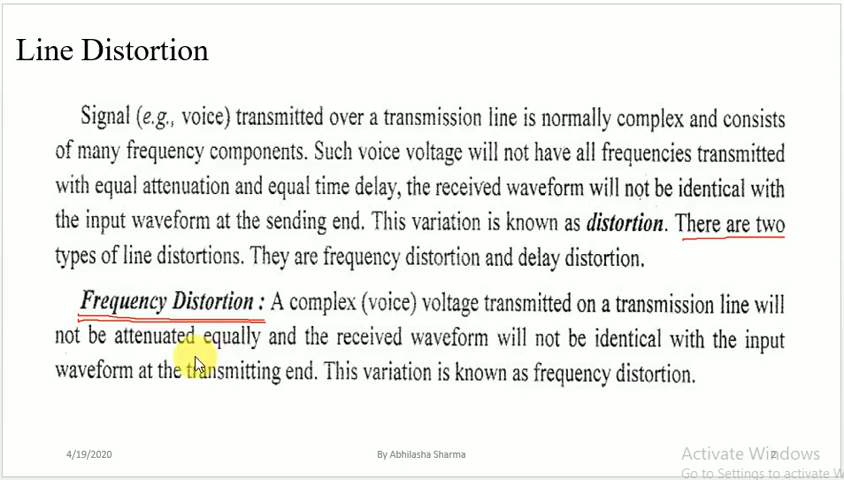 Line Distortion
Signal (e.g., voice) transmitted over a transmission line is normally complex and consists
of many frequency components. Such voice voltage will not have all frequencies transmitted
with equal attenuation and equal time delay, the received waveform will not be identical with
the input waveform at the sending end. This variation is known as distortion. There are two
types of line distortions. They are frequency distortion and delay distortion.
Frequency Distortion : A complex (voice) voltage transmitted on a transmission line will
not be attenuated equally and the received waveform will not be identical with the input
waveform at the transmitting end. This variation is known as frequency distortion.
4/19/2020
By Abhilasha Sharma
2
Activate Windows
Go to Settings to activate W